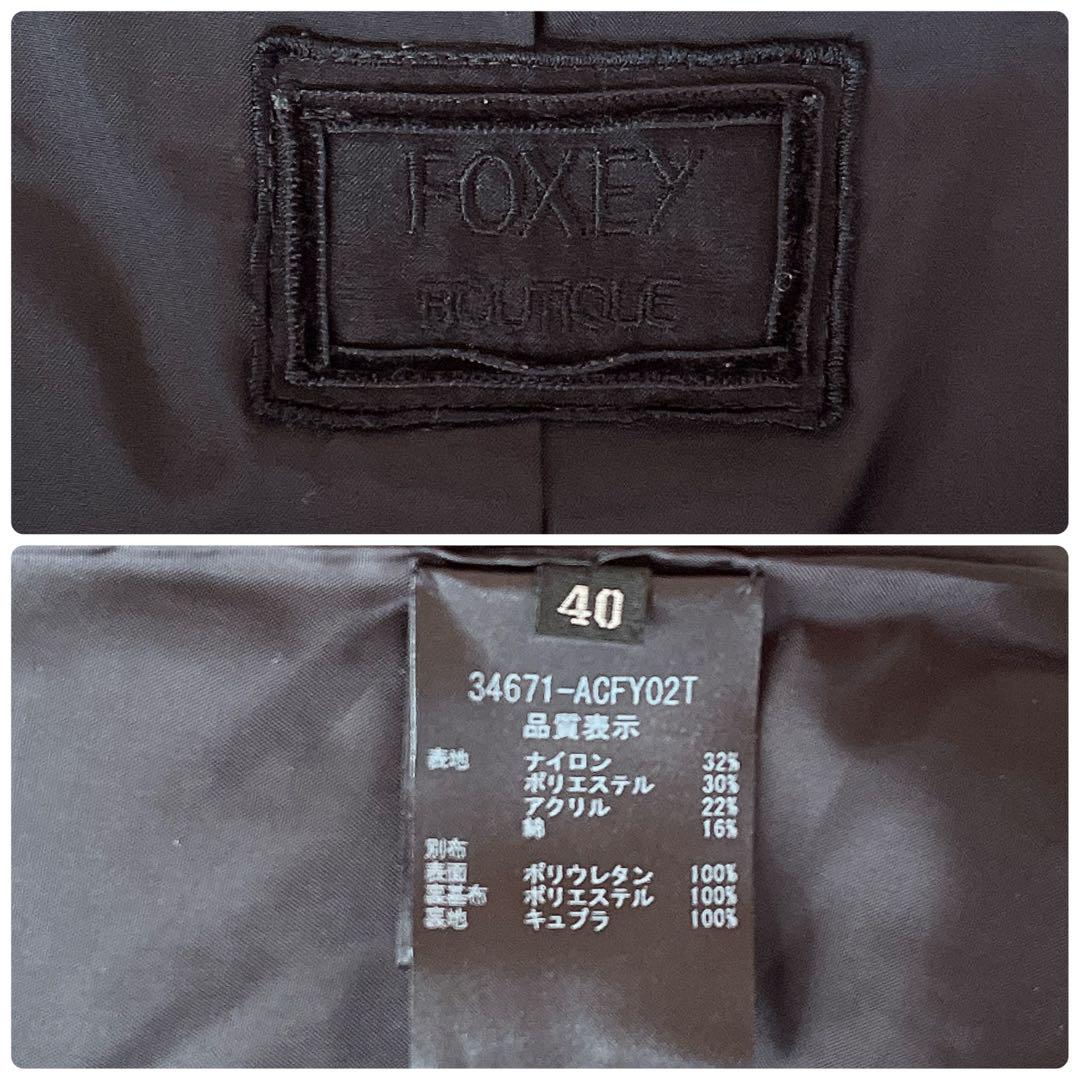 FOXEY
BOUTIQUE
40
34671-ACFY02T
品質表示
表地 ナイロン 32%
ポリエステル 30%
アクリル 22%
綿 16%
別布
表面 ポリウレタン 100%
裏基布 ポリエステル 100%
裏地 キュプラ 100%